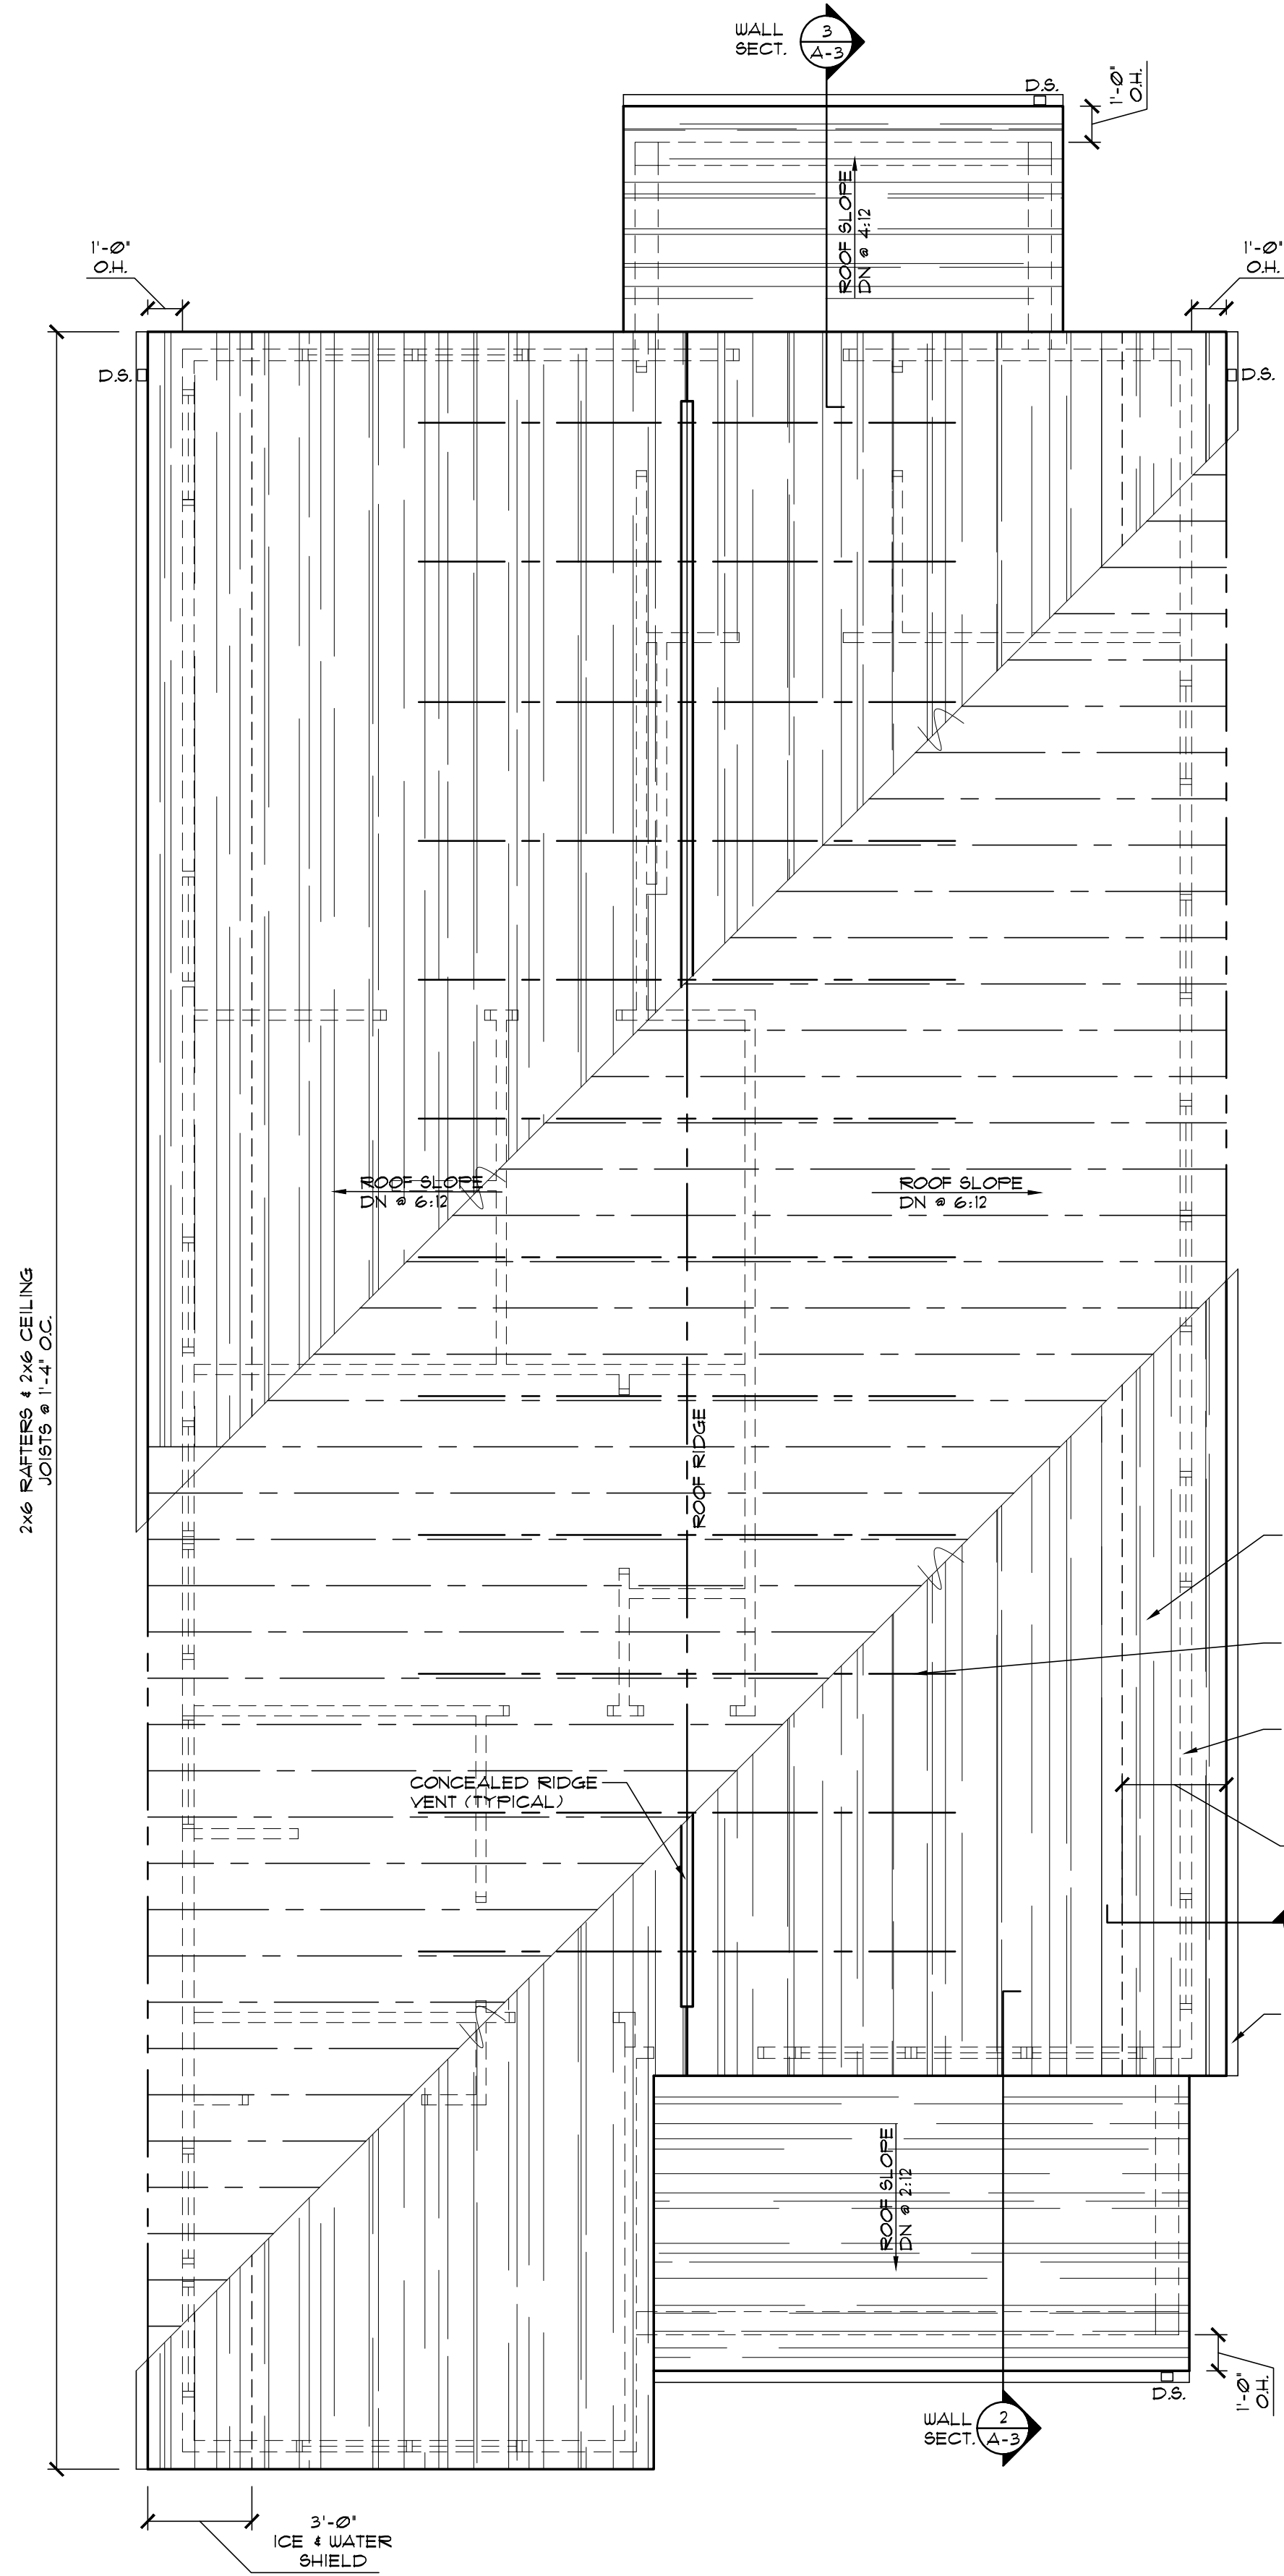 WALL
SECT.
3
A-3
D.S.
1'-0"
O.H.
ROOF SLOPE
DN @ 4:12
1'-0"
O.H.
1'-0"
O.H.
D.S.
D.S.
ROOF SLOPE
DN @ 6:12
ROOF SLOPE
DN @ 6:12
2x6 RAFTERS & 2x6 CEILING
JOISTS @ 1'-4" O.C.
ROOF RIDGE
CONCEALED RIDGE
VENT (TYPICAL)
ROOF SLOPE
DN @ 2:12
D.S.
1'-0"
O.H.
WALL
SECT.
2
A-3
3'-0"
ICE & WATER
SHIELD